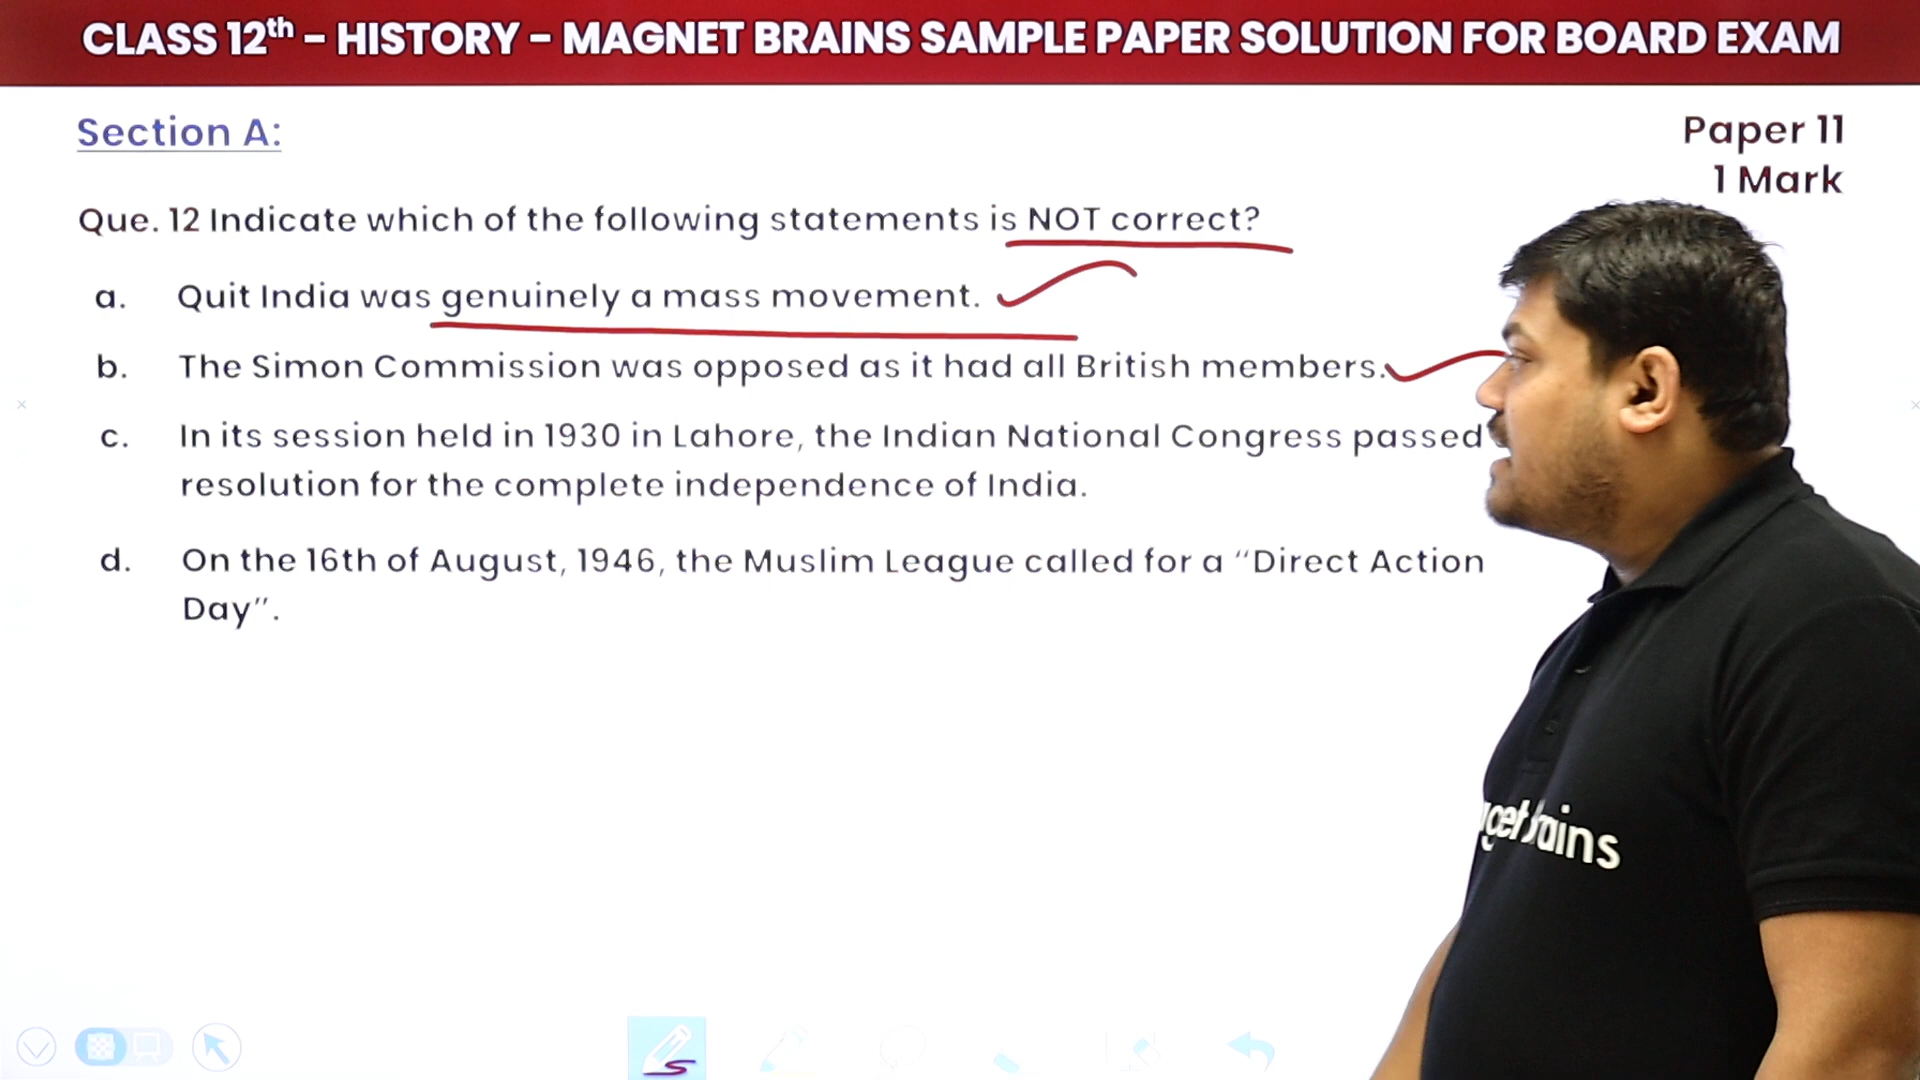 CLASS 12th - HISTORY - MAGNET BRAINS SAMPLE PAPER SOLUTION FOR BOARD EXAM
Section A:
Paper 11
1 Mark
Que. 12 Indicate which of the following statements is NOT correct?
a. Quit India was genuinely a mass movement.
b. The Simon Commission was opposed as it had all British members.
c. In its session held in 1930 in Lahore, the Indian National Congress passed
resolution for the complete independence of India.
d. On the 16th of August, 1946, the Muslim League called for a “Direct Action
Day”.